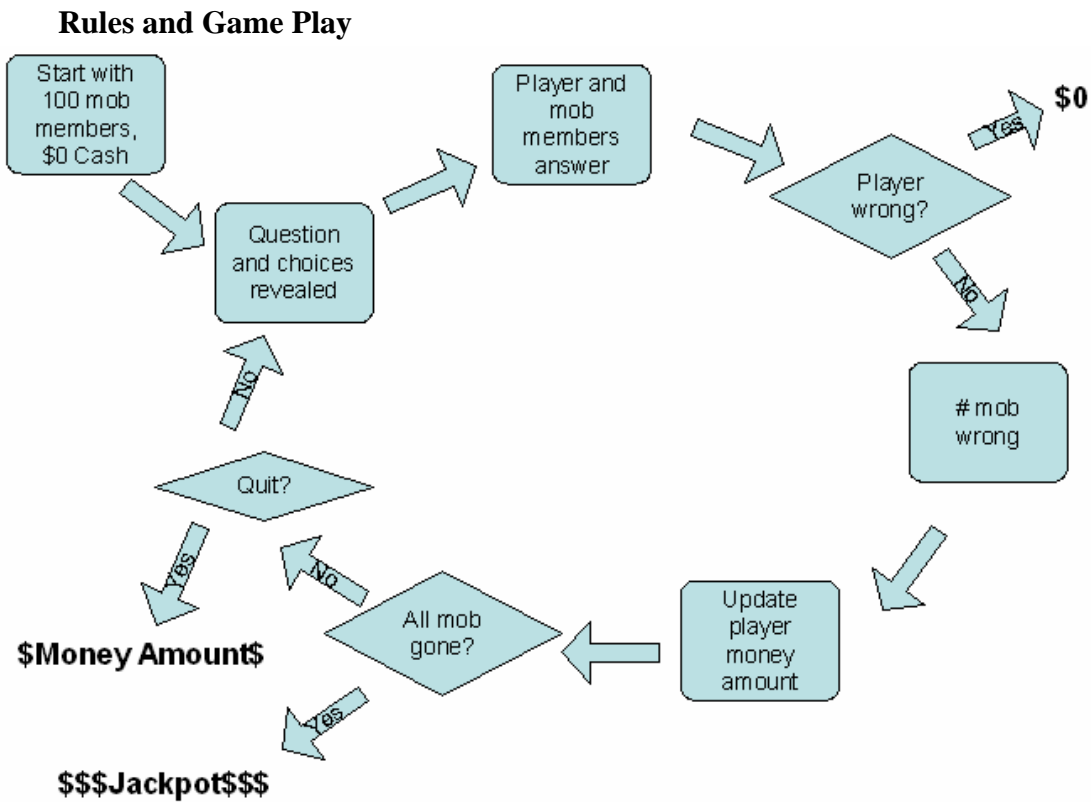 Rules and Game Play
Start with
100 mob
members,
$0 Cash
Question
and choices
revealed
Player and
mob
members
answer
Player
wrong?
Yes
$0
No
# mob
wrong
Update
player
money
amount
All mob
gone?
Yes
$$$Jackpot$$$
No
Quit?
Yes
$Money Amount$
No